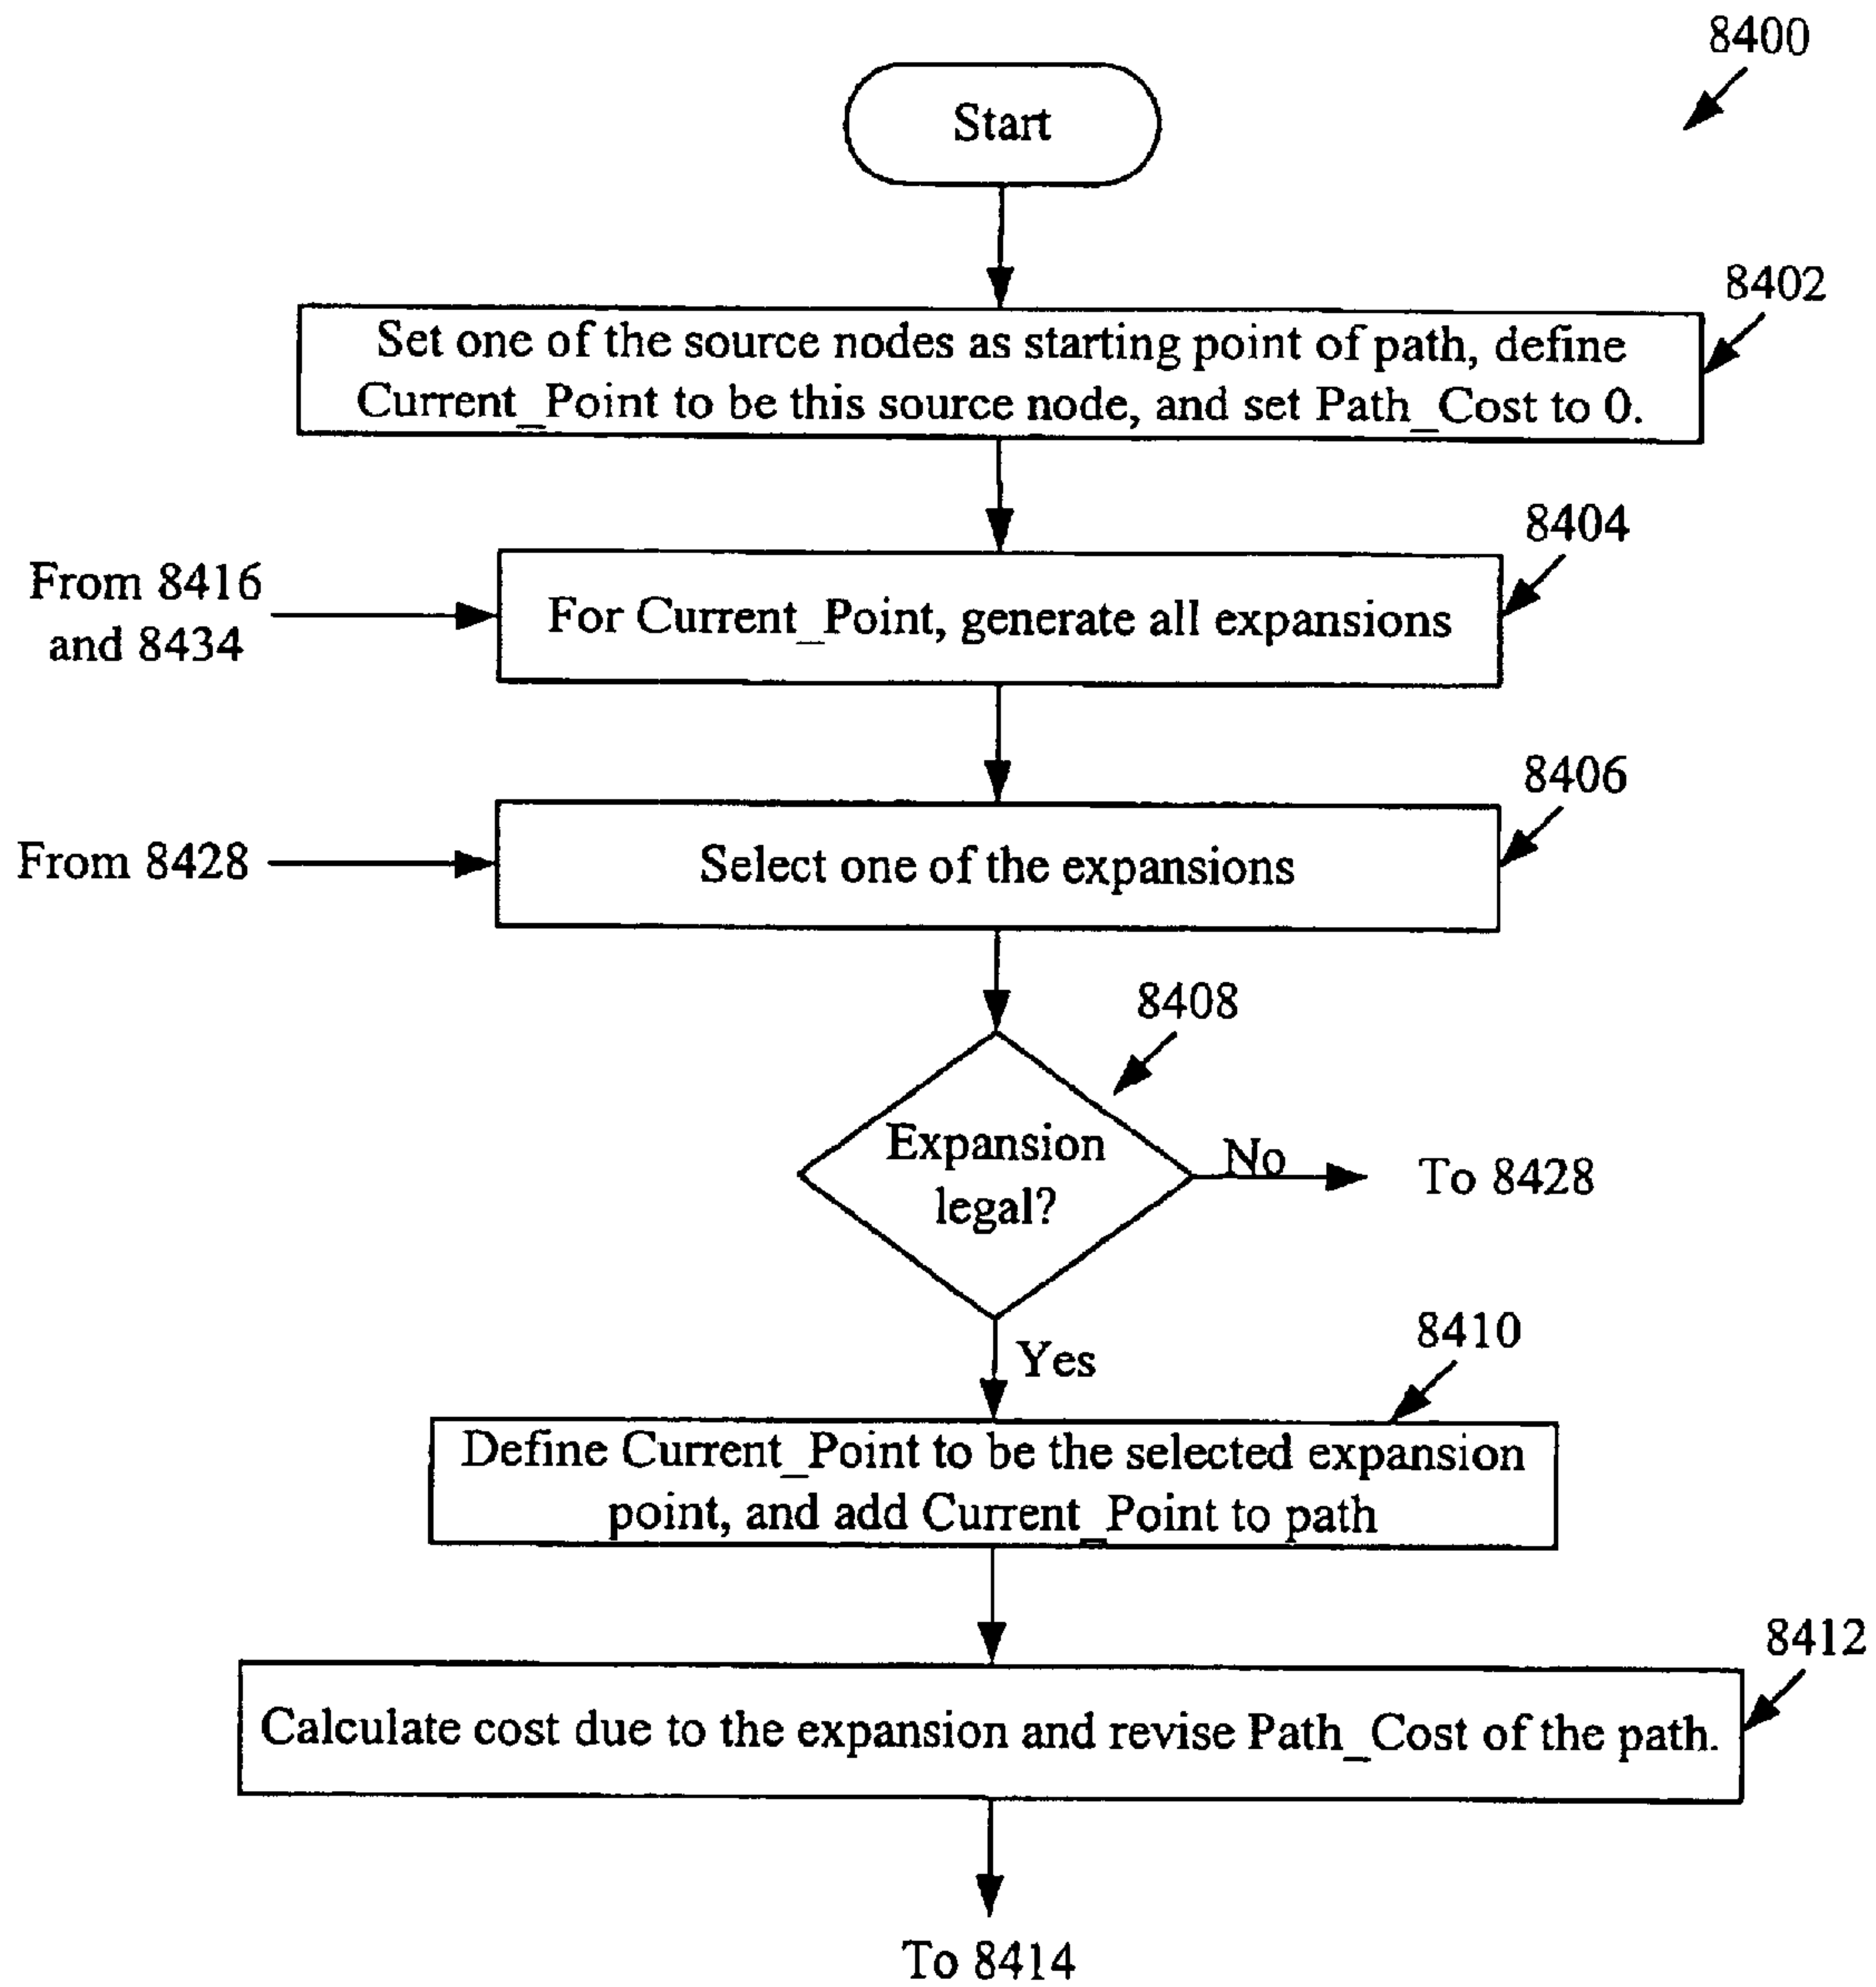 8400
Start
8402
Set one of the source nodes as starting point of path, define
Current_Point to be this source node, and set Path_Cost to 0.
8404
From 8416
and 8434
For Current_Point, generate all expansions
8406
From 8428
Select one of the expansions
8408
Expansion
legal?
No
To 8428
Yes
8410
Define Current_Point to be the selected expansion
point, and add Current_Point to path
8412
Calculate cost due to the expansion and revise Path_Cost of the path.
To 8414